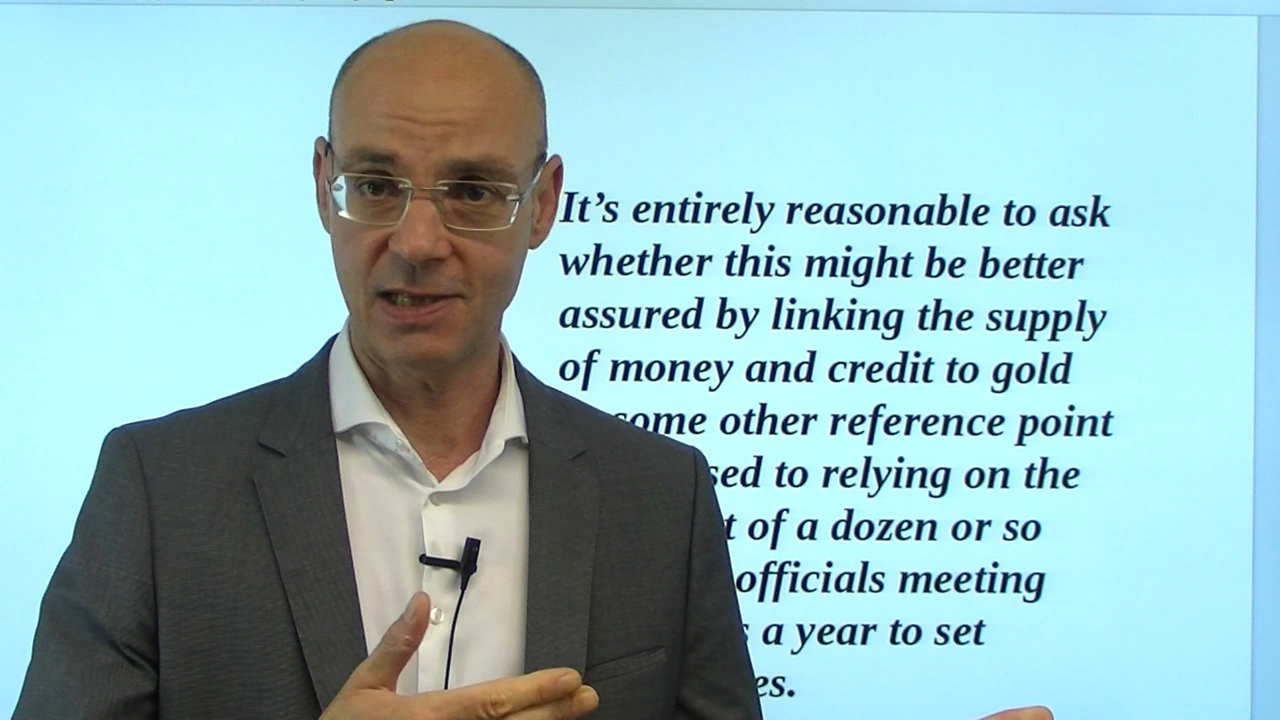 It's entirely reasonable to ask
whether this might be better
assured by linking the supply
of money and credit to gold
some other reference point
to relying on the
of a dozen or so
officials meeting
a year to set